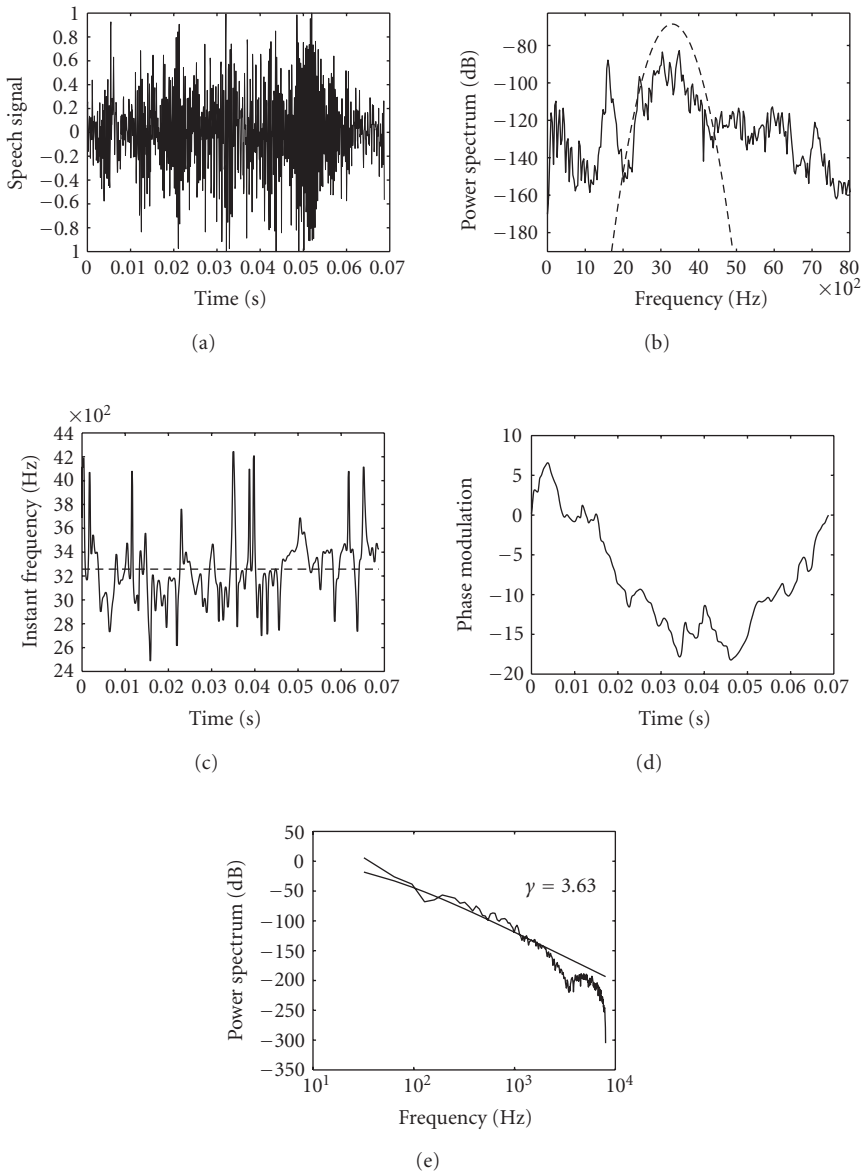 1
0.8
0.6
0.4
0.2
0
−0.2
−0.4
−0.6
−0.8
1
Speech signal
0 0.01 0.02 0.03 0.04 0.05 0.06 0.07
Time (s)
(a)
−80
−100
−120
−140
−160
−180
Power spectrum (dB)
0 10 20 30 40 50 60 70 80
×10²
Frequency (Hz)
(b)
×10²
44
42
40
38
36
34
32
30
28
26
24
Instant frequency (Hz)
0 0.01 0.02 0.03 0.04 0.05 0.06 0.07
Time (s)
(c)
10
5
0
−5
−10
−15
−20
Phase modulation
0 0.01 0.02 0.03 0.04 0.05 0.06 0.07
Time (s)
(d)
50
0
−50
−100
−150
−200
−250
−300
−350
Power spectrum (dB)
γ = 3.63
10¹ 10² 10³ 10⁴
Frequency (Hz)
(e)